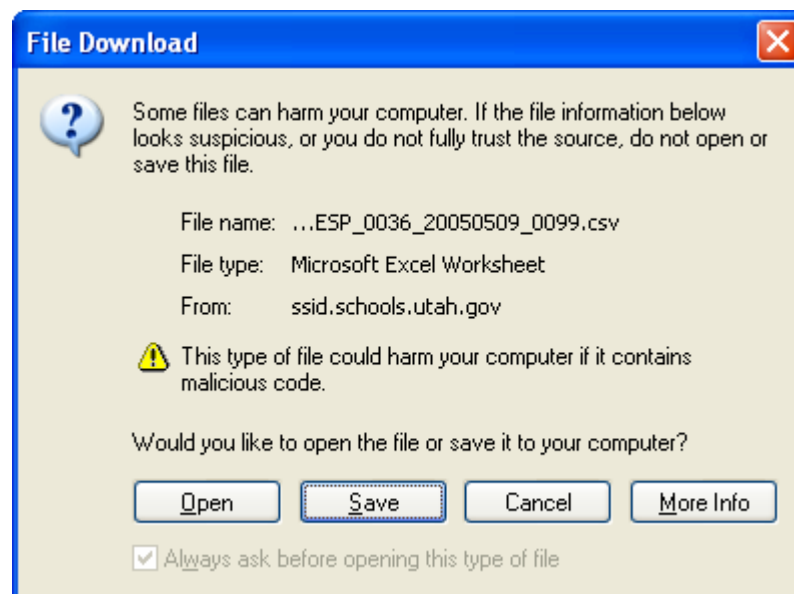 File Download
Some files can harm your computer. If the file information below
looks suspicious, or you do not fully trust the source, do not open or
save this file.
File name: ...ESP_0036_20050509_0099.csv
File type: Microsoft Excel Worksheet
From: ssid.schools.utah.gov
This type of file could harm your computer if it contains
malicious code.
Would you like to open the file or save it to your computer?
Open Save Cancel More Info
Always ask before opening this type of file